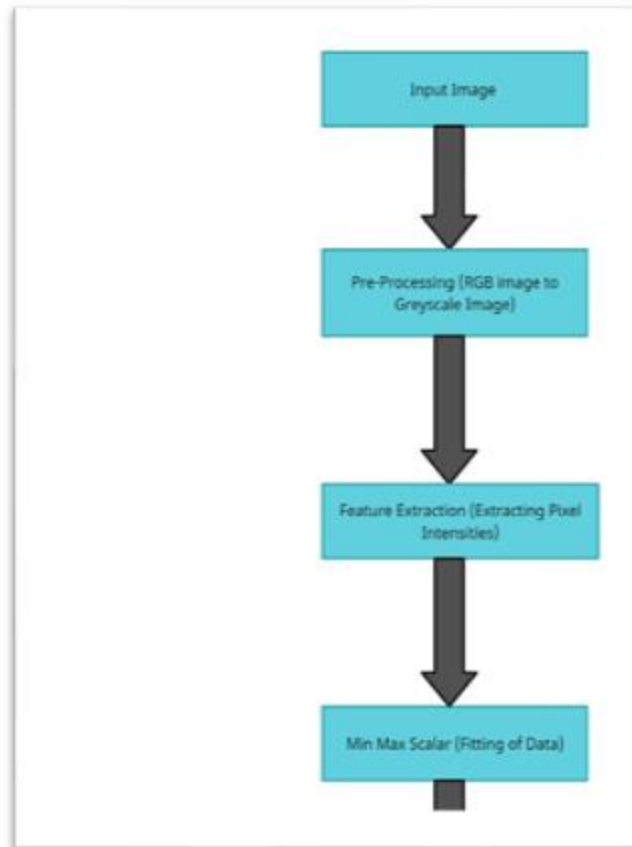 Input Image
Pre-Processing (RGB image to
Greyscale Image)
Feature Extraction (Extracting Pixel
Intensities)
Min Max Scalar (Fitting of Data)